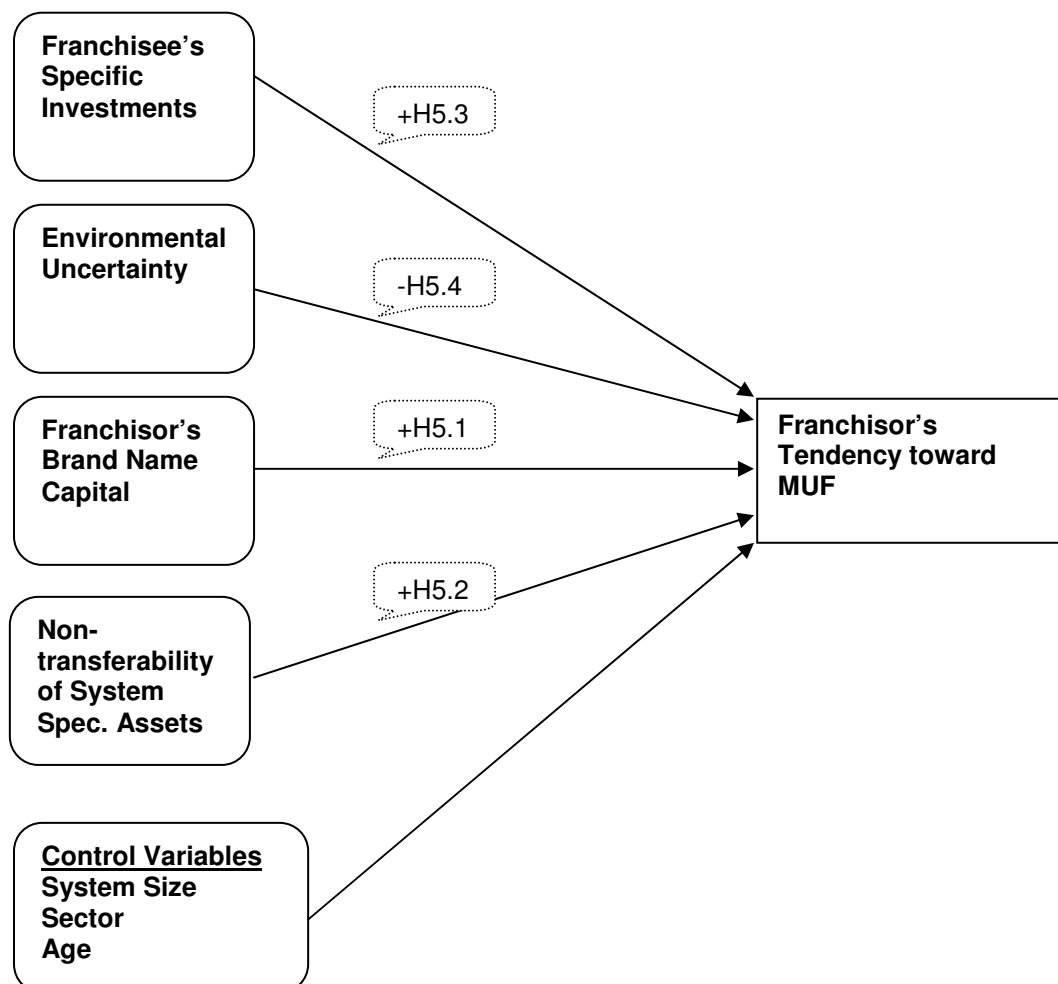 Franchisee’s
Specific
Investments
+H5.3
Environmental
Uncertainty
-H5.4
Franchisor’s
Brand Name
Capital
+H5.1
Franchisor’s
Tendency toward
MUF
Non-
transferability
of System
Spec. Assets
+H5.2
Control Variables
System Size
Sector
Age